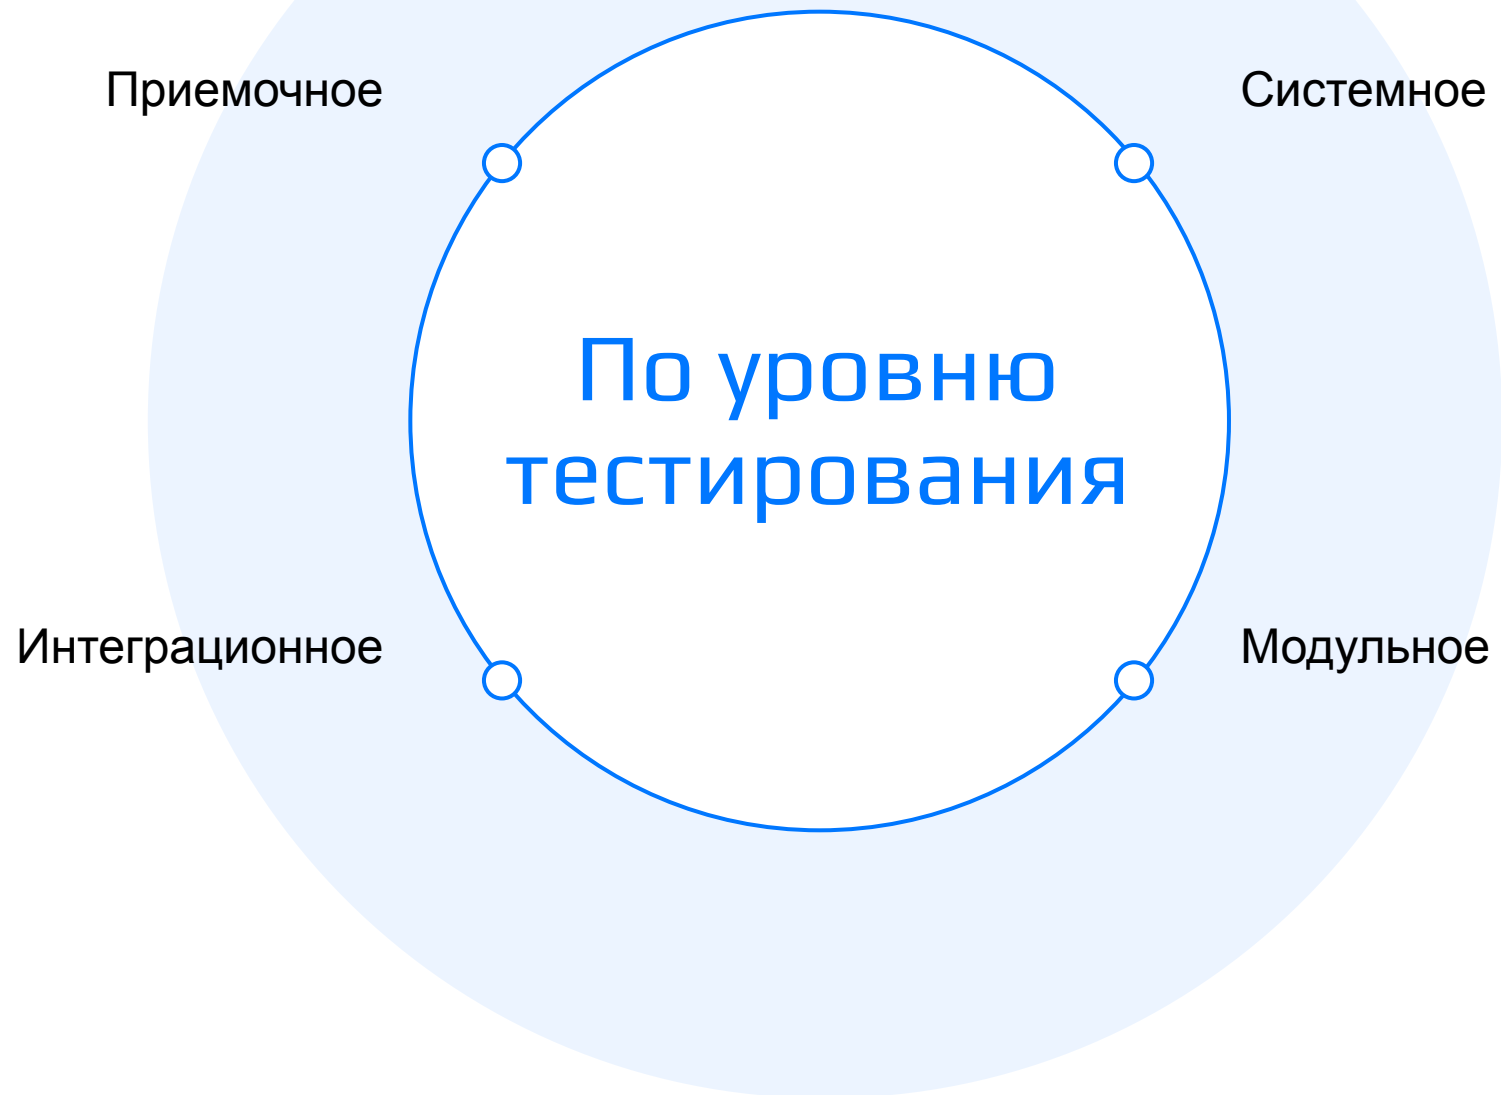 Приемочное
Системное
По уровню
тестирования
Интеграционное
Модульное